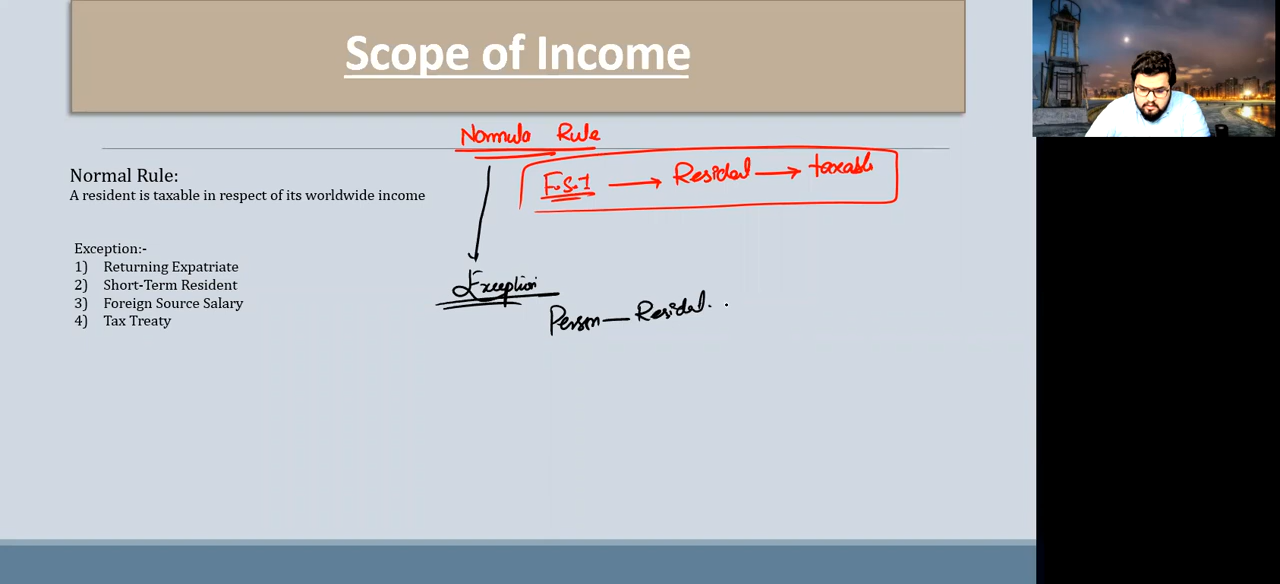 Scope of Income
Normula Rule
Normal Rule:
A resident is taxable in respect of its worldwide income
F.S.I → Resident → taxable
Exception:-
1) Returning Expatriate
2) Short-Term Resident
3) Foreign Source Salary
4) Tax Treaty
Exception
Person — Resident.